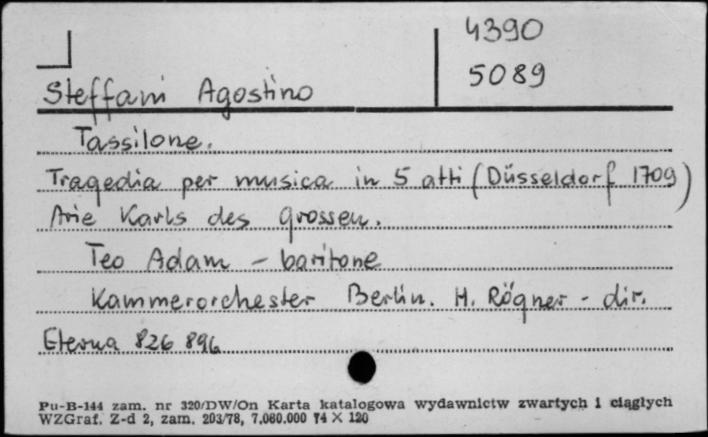 4390
5089
Steffani Agostino
Tassilone.
Tragedia per musica in 5 atti (Düsseldorf 1709)
Arie Karls des Grossen.
Teo Adam - baritone
Kammerorchester Berlin. H. Rögner - dir.
Eterna 826 896
Pu-B-144 zam. nr 320/DW/On Karta katalogowa wydawnictw zwartych i ciągłych
WZGraf. Z-d 2, zam. 203/78, 7.060.000 74 X 120